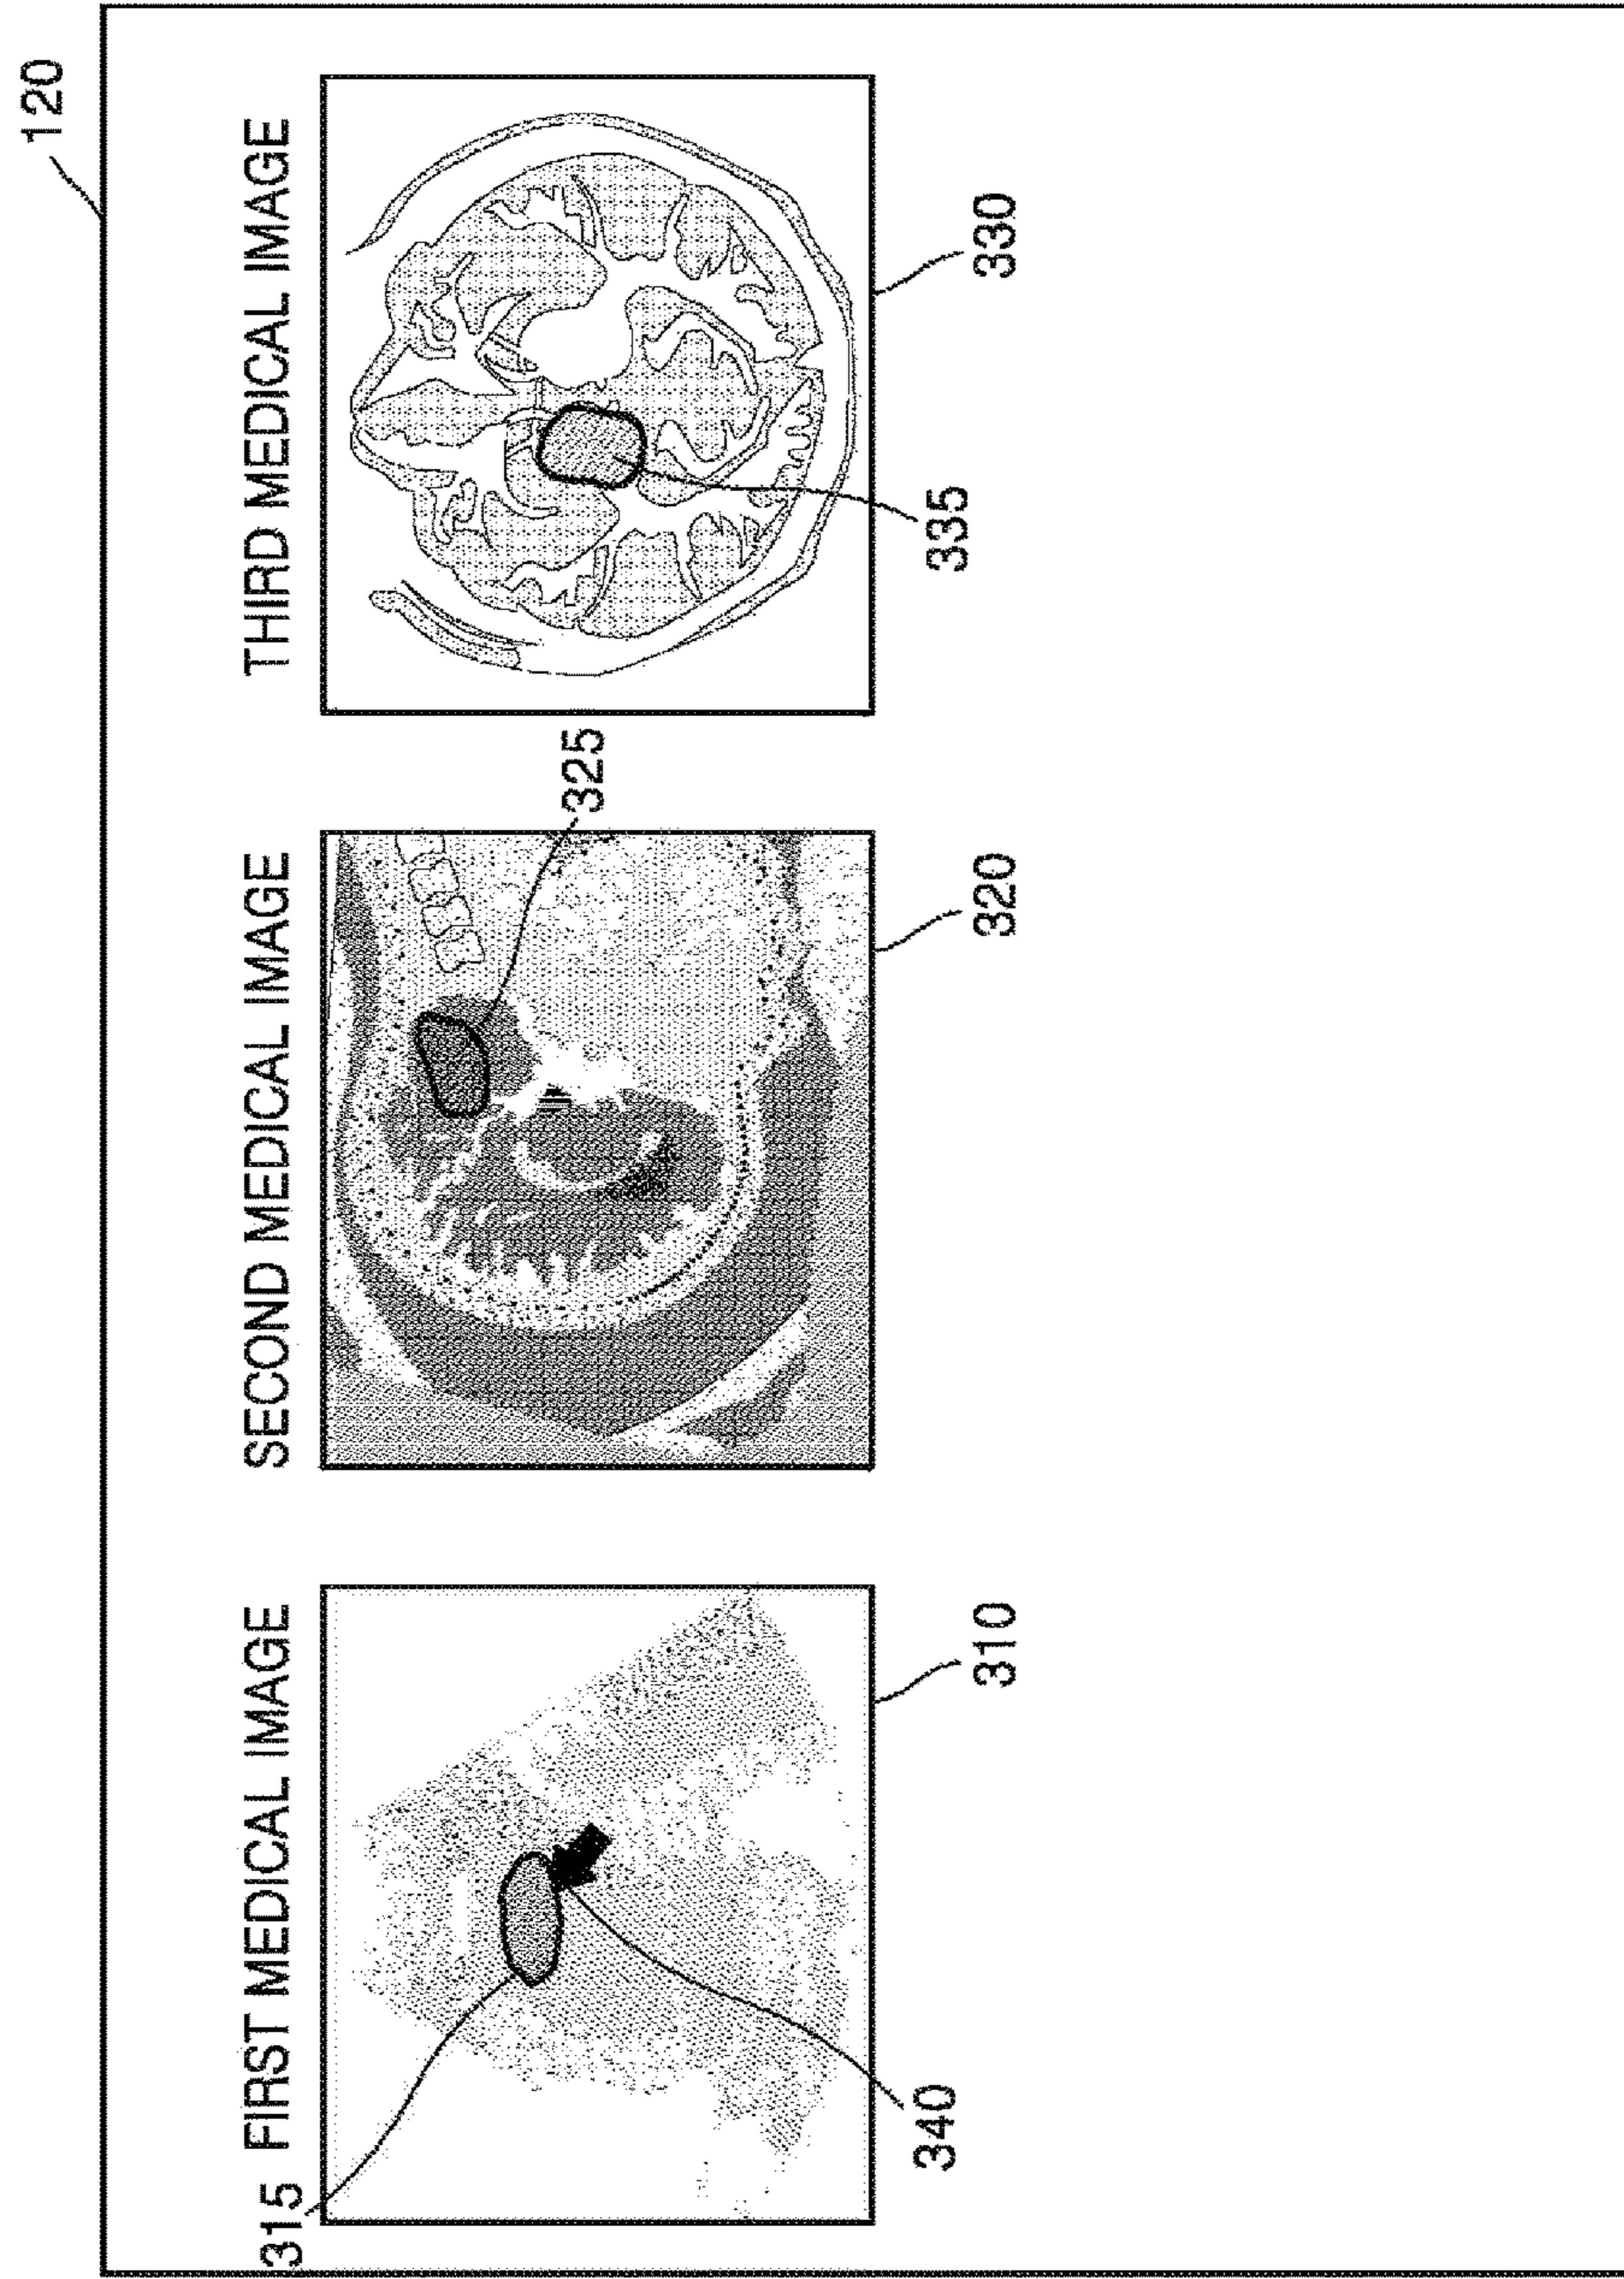 120
FIRST MEDICAL IMAGE
SECOND MEDICAL IMAGE
THIRD MEDICAL IMAGE
315
325
340
335
310
320
330